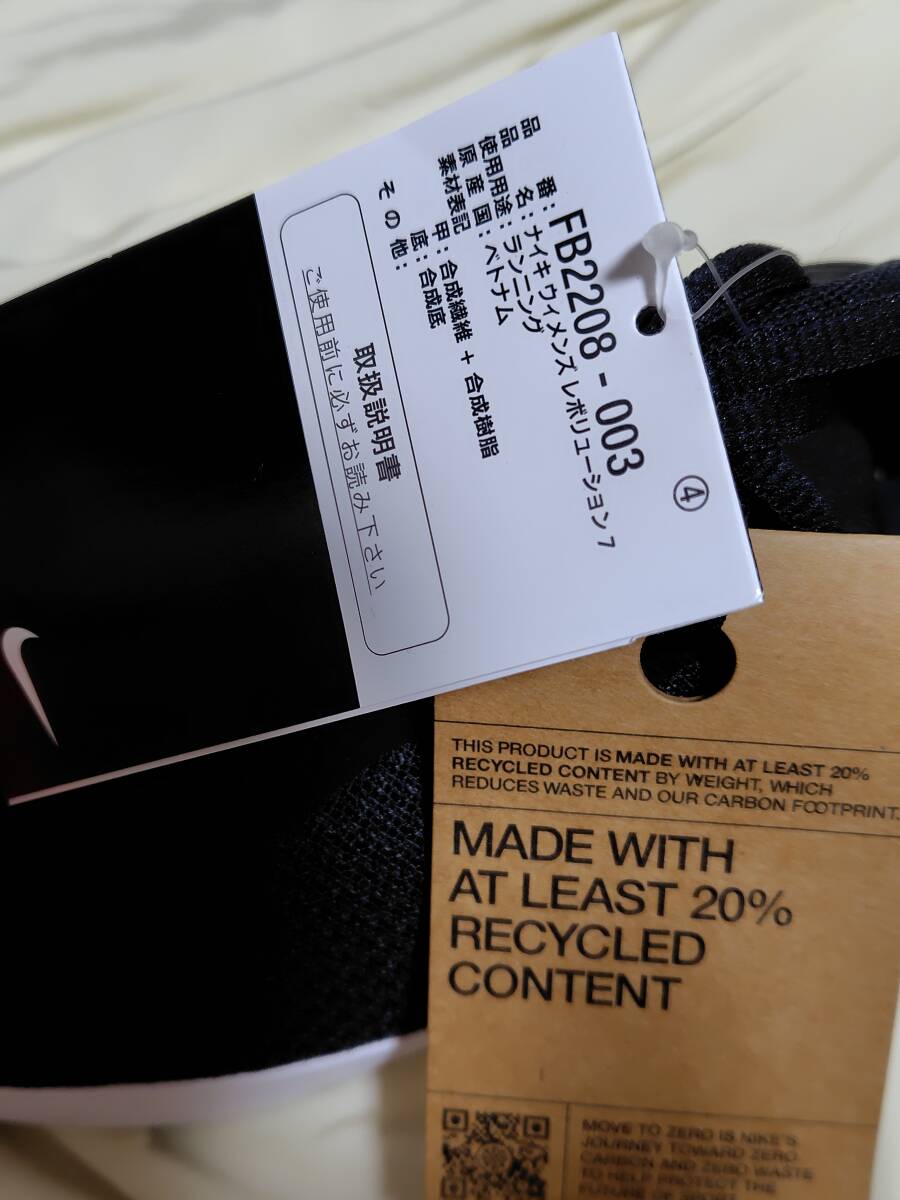 ④
品番：FB2208-003
品名：ナイキ ウィメンズ レボリューション 7
使用用途：ランニング
原産国：ベトナム
素材表記 甲：合成繊維 + 合成樹脂
底：合成底
その他：
取扱説明書
ご使用前に必ずお読み下さい
THIS PRODUCT IS MADE WITH AT LEAST 20%
RECYCLED CONTENT BY WEIGHT, WHICH
REDUCES WASTE AND OUR CARBON FOOTPRINT.
MADE WITH
AT LEAST 20%
RECYCLED
CONTENT
MOVE TO ZERO IS NIKE'S
JOURNEY TOWARD ZERO
CARBON AND ZERO WASTE
TO HELP PROTECT THE
FUTURE OF